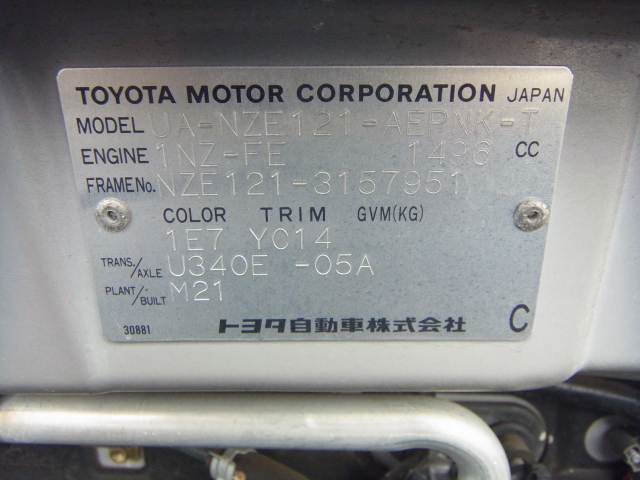 TOYOTA MOTOR CORPORATION JAPAN
MODEL UA-NZE121-AEPNK-T
ENGINE 1NZ-FE 1496 CC
FRAME No. NZE121-3157951
COLOR TRIM GVM(KG)
1E7 YC14
TRANS./AXLE U340E -05A
PLANT/BUILT M21
30881 トヨタ自動車株式会社 C